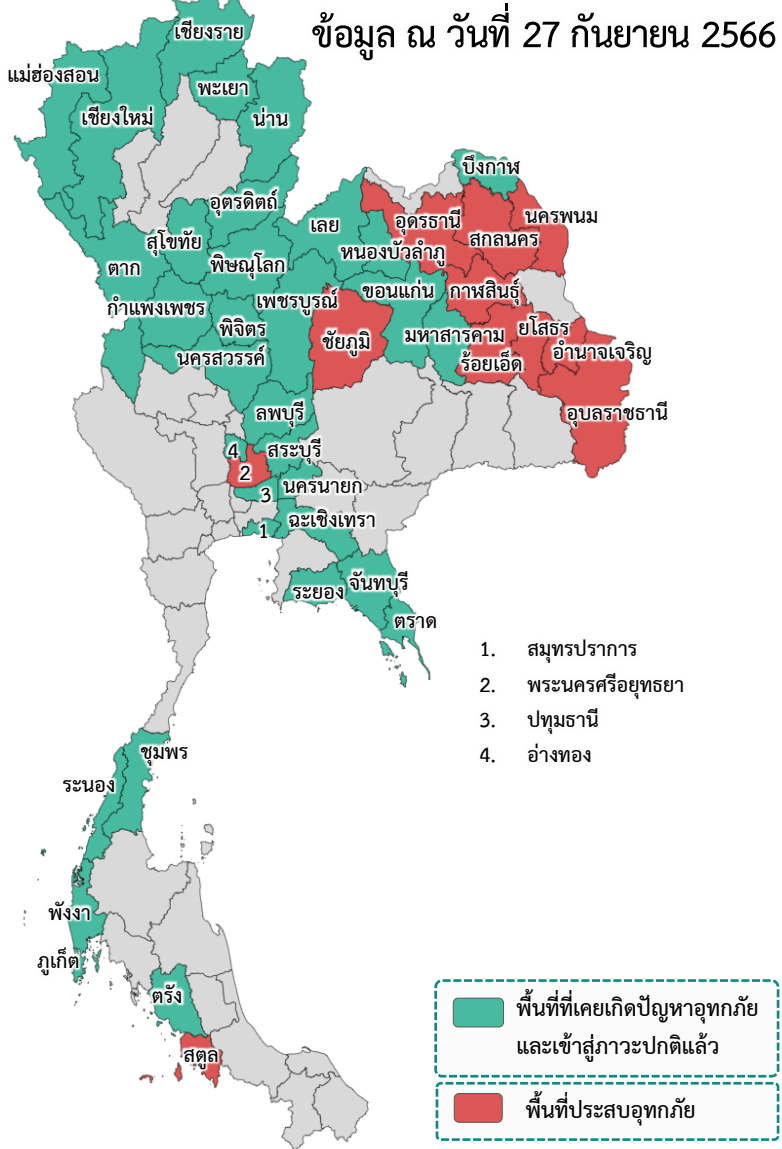 ข้อมูล ณ วันที่ 27 กันยายน 2566
เชียงราย
แม่ฮ่องสอน
พะเยา
เชียงใหม่
น่าน
บึงกาฬ
อุตรดิตถ์
เลย
อุดรธานี
นครพนม
สุโขทัย
สกลนคร
หนองบัวลำภู
ตาก
พิษณุโลก
ขอนแก่น
กาฬสินธุ์
เพชรบูรณ์
กำแพงเพชร
พิจิตร
ชัยภูมิ
มหาสารคาม
ยโสธร
นครสวรรค์
ร้อยเอ็ด
อำนาจเจริญ
ลพบุรี
อุบลราชธานี
4
สระบุรี
2
3
นครนายก
1
ฉะเชิงเทรา
ระยอง
จันทบุรี
ตราด
1. สมุทรปราการ
2. พระนครศรีอยุทธยา
3. ปทุมธานี
4. อ่างทอง
ชุมพร
ระนอง
พังงา
ภูเก็ต
ตรัง
สตูล
พื้นที่ที่เคยเกิดปัญหาอุทกภัย
และเข้าสู่ภาวะปกติแล้ว
พื้นที่ประสบอุทกภัย